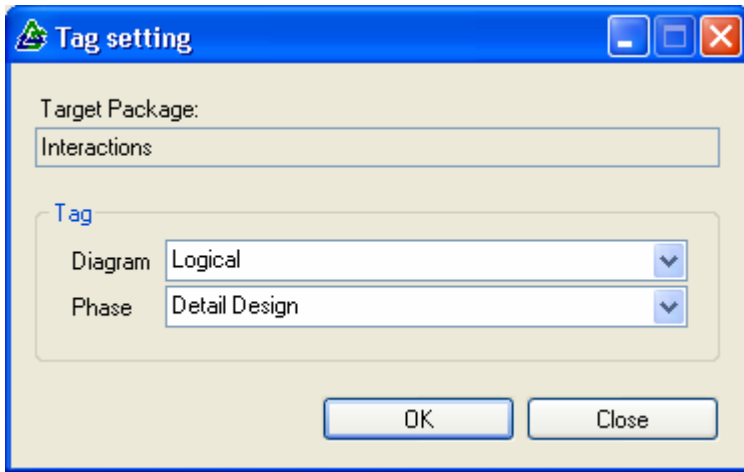 Tag setting
Target Package:
Interactions
Tag
Diagram Logical
Phase Detail Design
OK Close